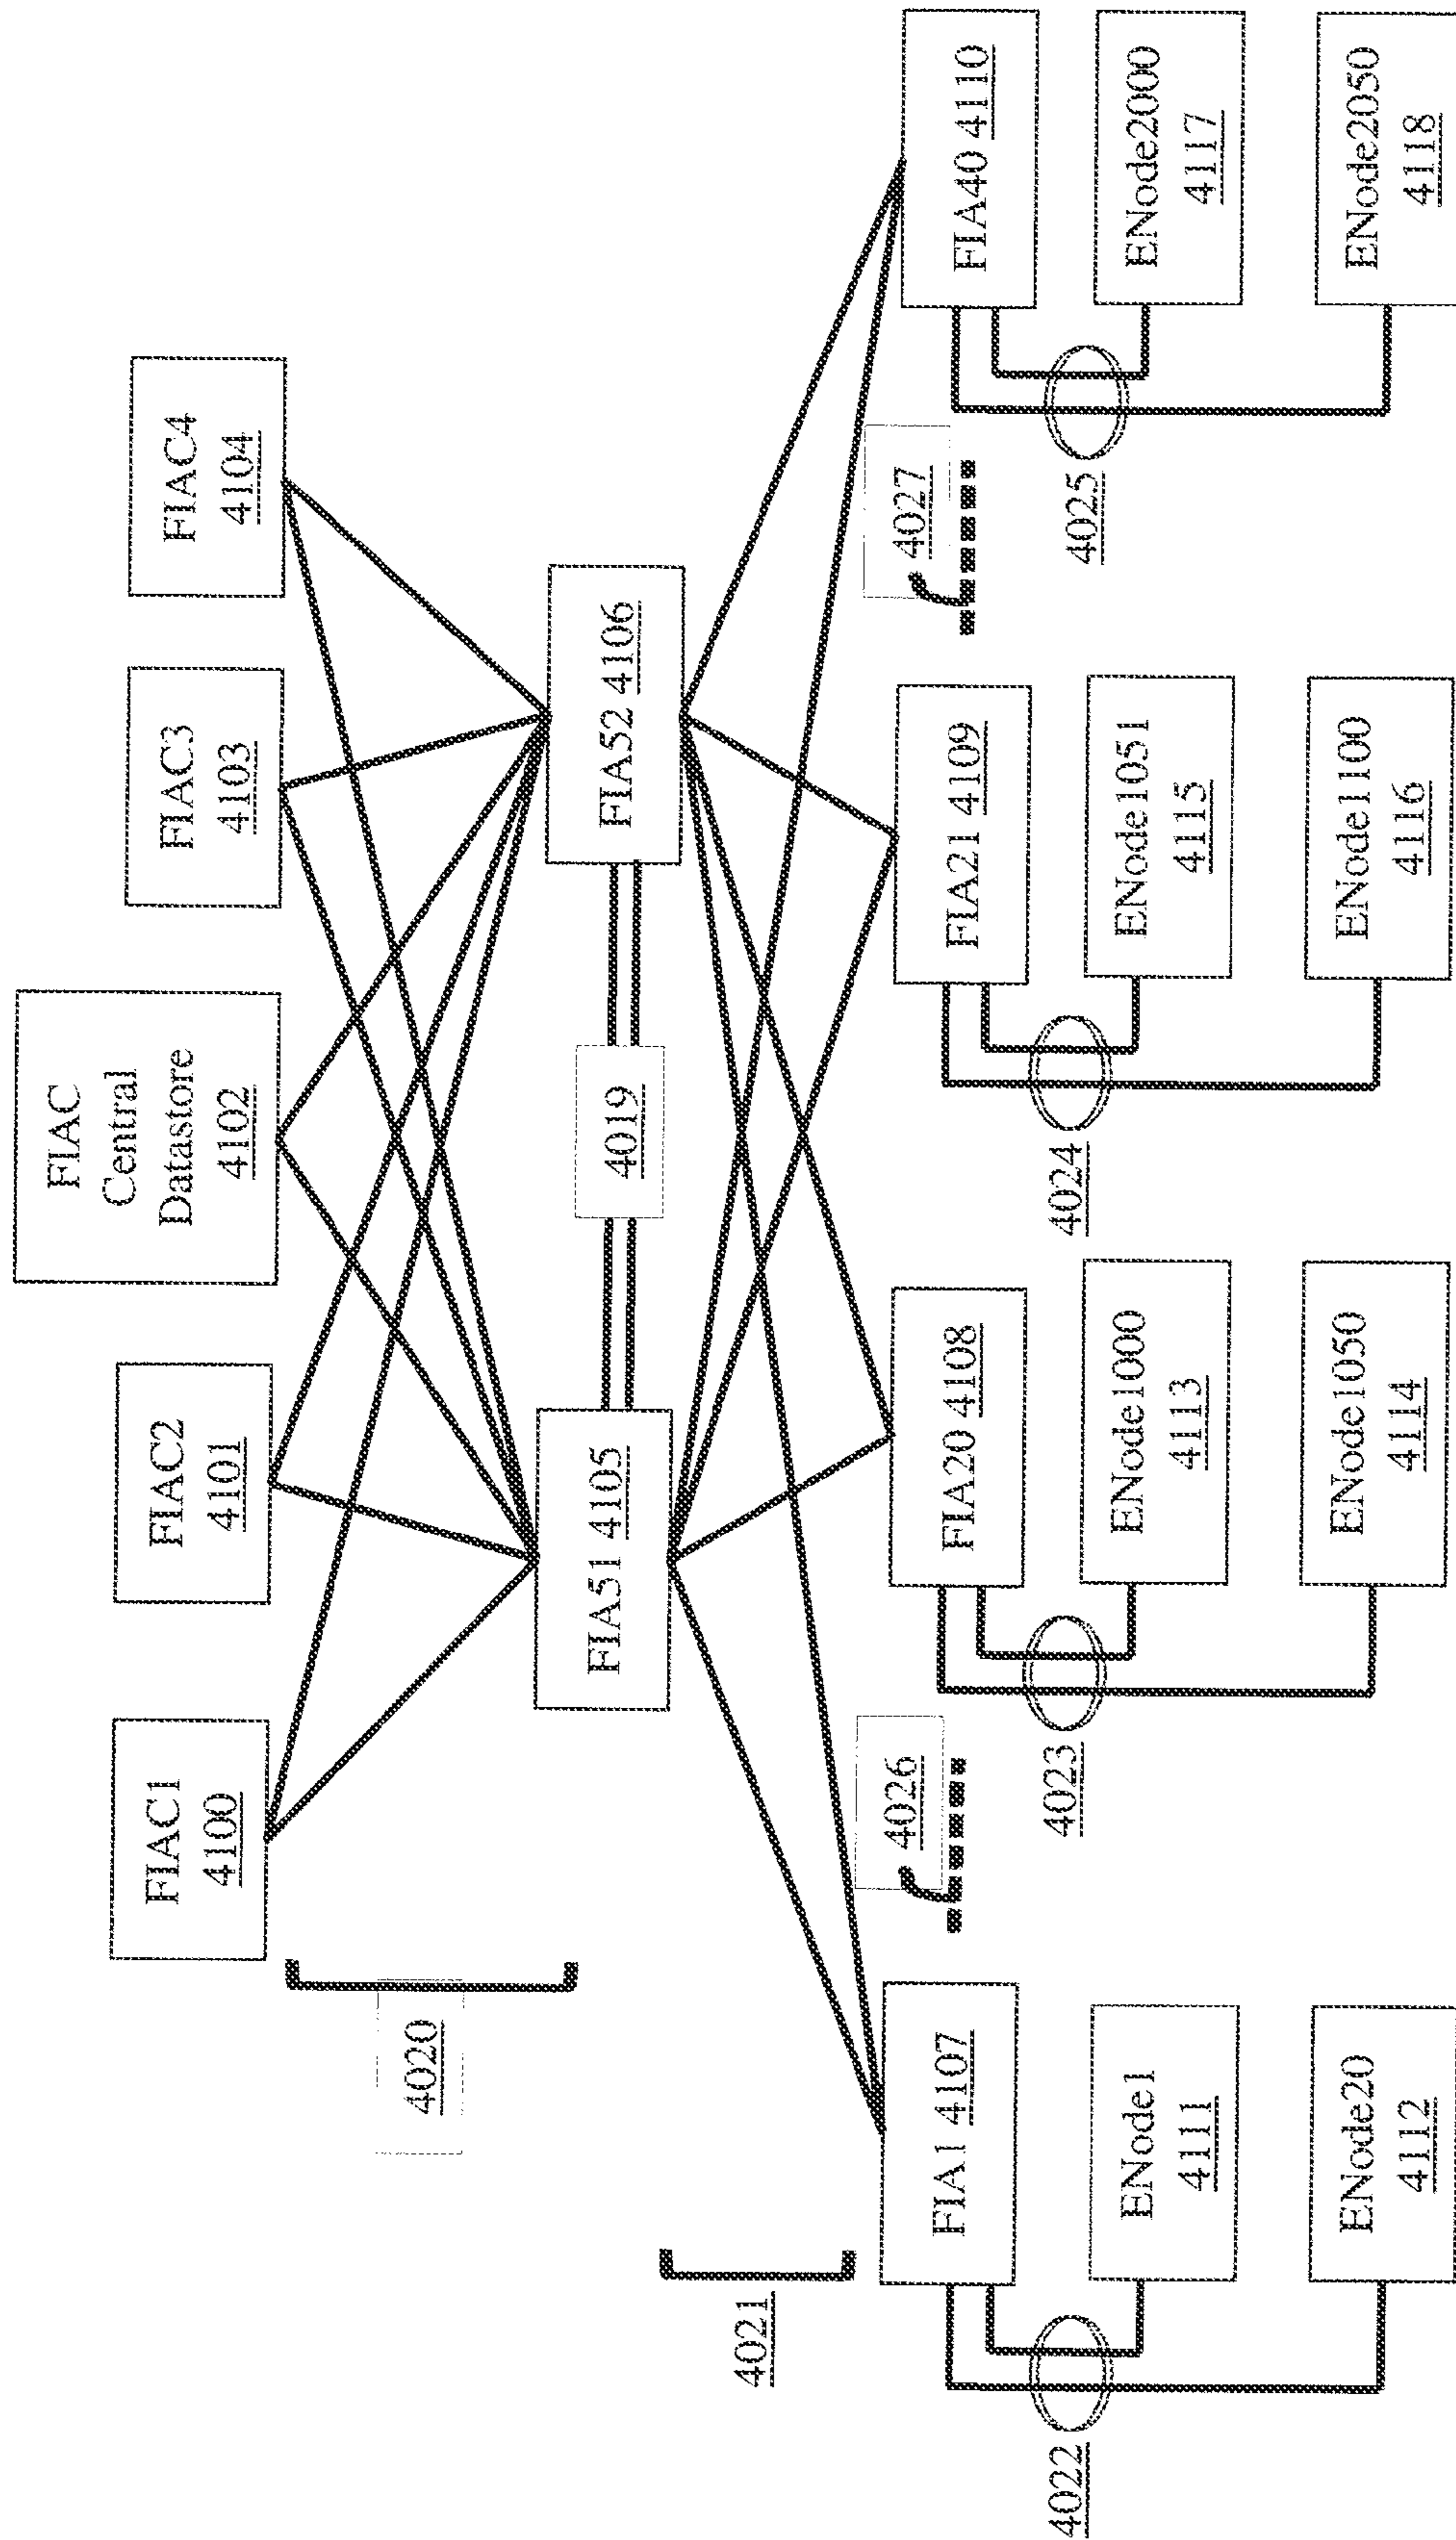 FIAC1
4100
FIAC2
4101
FIAC
Central
Datastore
4102
FIAC3
4103
FIAC4
4104
4020
FIA51 4105
4019
FIA52 4106
4021
4026
4027
FIA1 4107
FIA20 4108
FIA21 4109
FIA40 4110
4022
ENode1
4111
4023
ENode1000
4113
4024
ENode1051
4115
4025
ENode2000
4117
ENode20
4112
ENode1050
4114
ENode1100
4116
ENode2050
4118